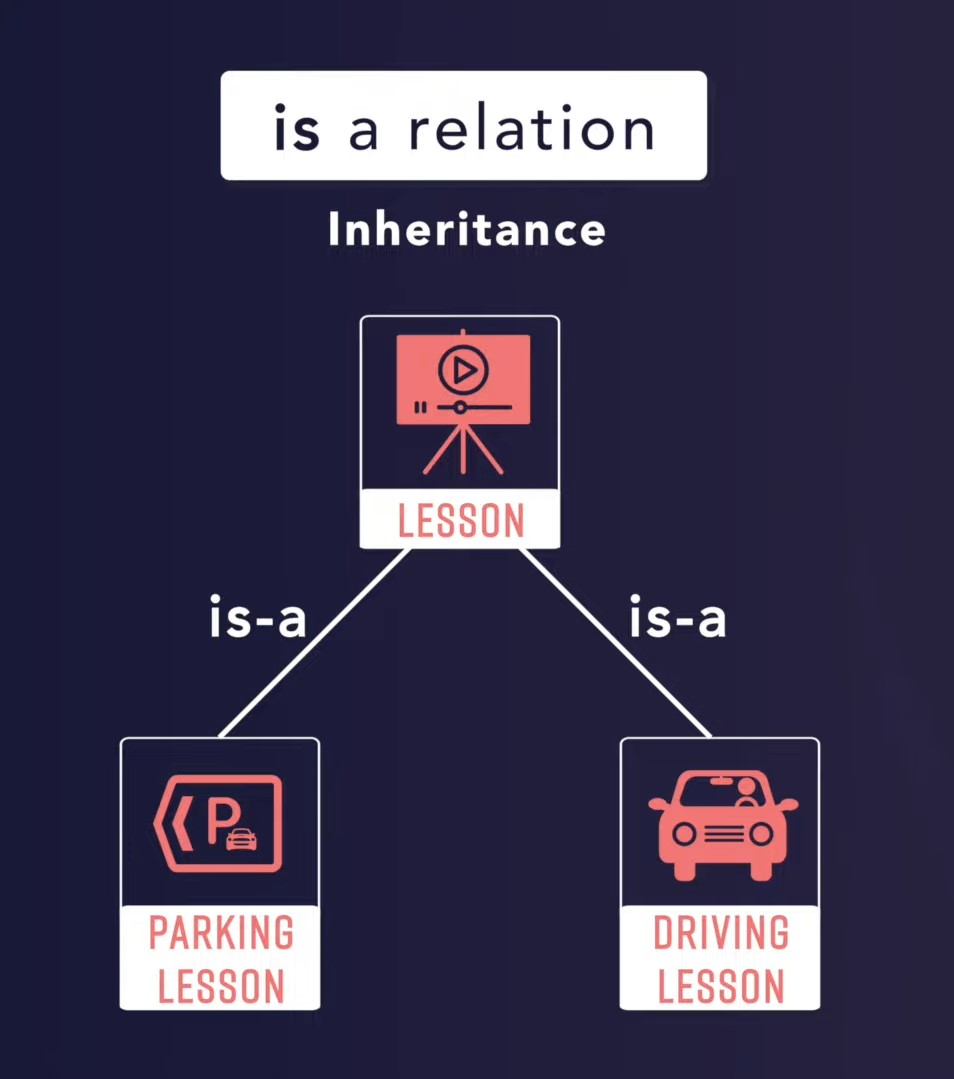 is a relation
Inheritance
LESSON
is-a
is-a
P
PARKING
LESSON
DRIVING
LESSON